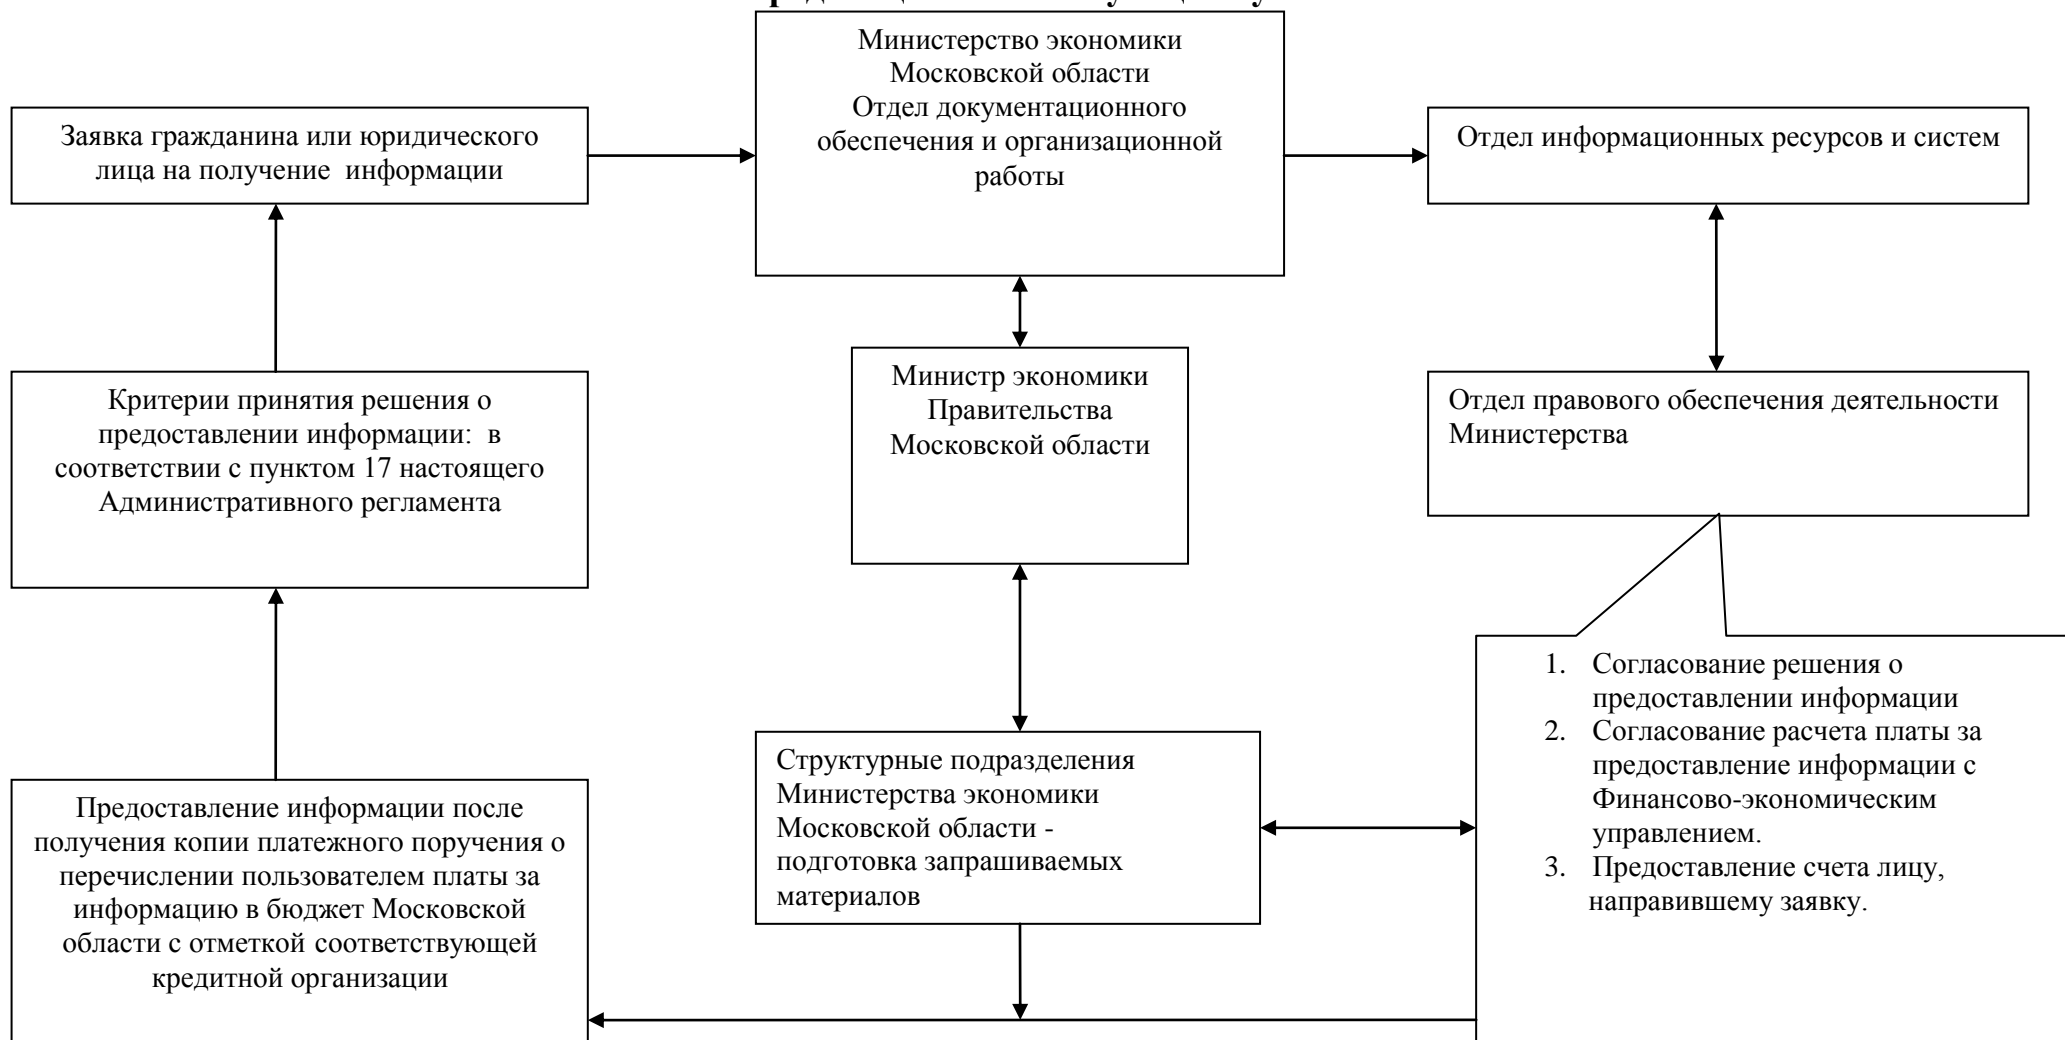 Министерство экономики
Московской области
Отдел документационного
обеспечения и организационной
работы
Заявка гражданина или юридического
лица на получение информации
Отдел информационных ресурсов и систем
Министр экономики
Правительства
Московской области
Критерии принятия решения о
предоставлении информации: в
соответствии с пунктом 17 настоящего
Административного регламента
Отдел правового обеспечения деятельности
Министерства
Структурные подразделения
Министерства экономики
Московской области -
подготовка запрашиваемых
материалов
1. Согласование решения о
предоставлении информации
2. Согласование расчета платы за
предоставление информации с
Финансово-экономическим
управлением.
3. Предоставление счета лицу,
направившему заявку.
Предоставление информации после
получения копии платежного поручения о
перечислении пользователем платы за
информацию в бюджет Московской
области с отметкой соответствующей
кредитной организации